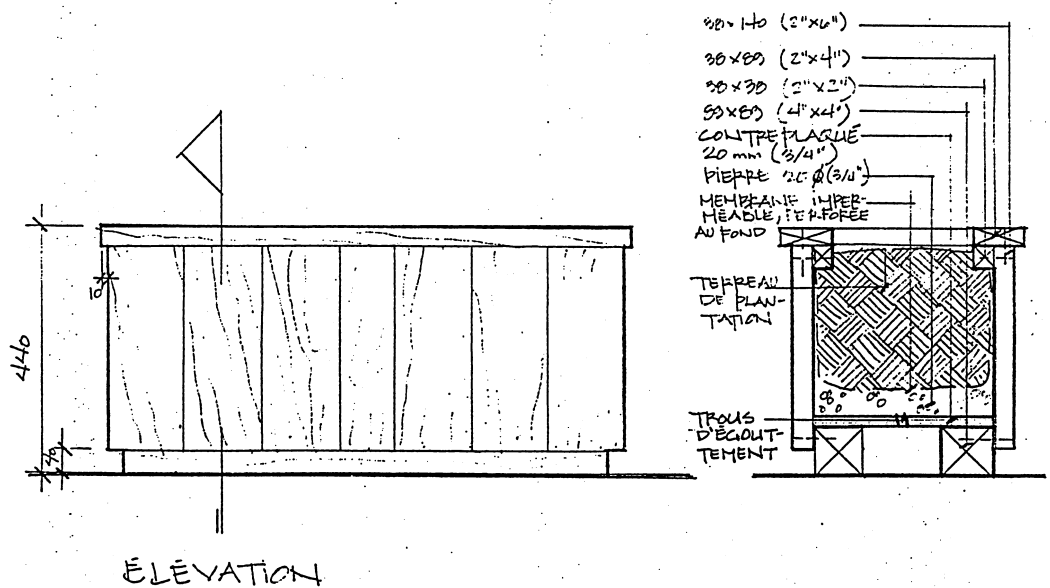 38×140 (2"×6")
38×89 (2"×4")
38×38 (2"×2")
89×89 (4"×4")
CONTREPLAQUÉ
20 mm (3/4")
PIERRE 20 Ø (3/4")
MEMBRANE IMPER-
MÉABLE, PERFORÉE
AU FOND
TERREAU
DE PLAN-
TATION
TROUS
D'ÉGOUT-
TEMENT
10
440
40
ÉLÉVATION